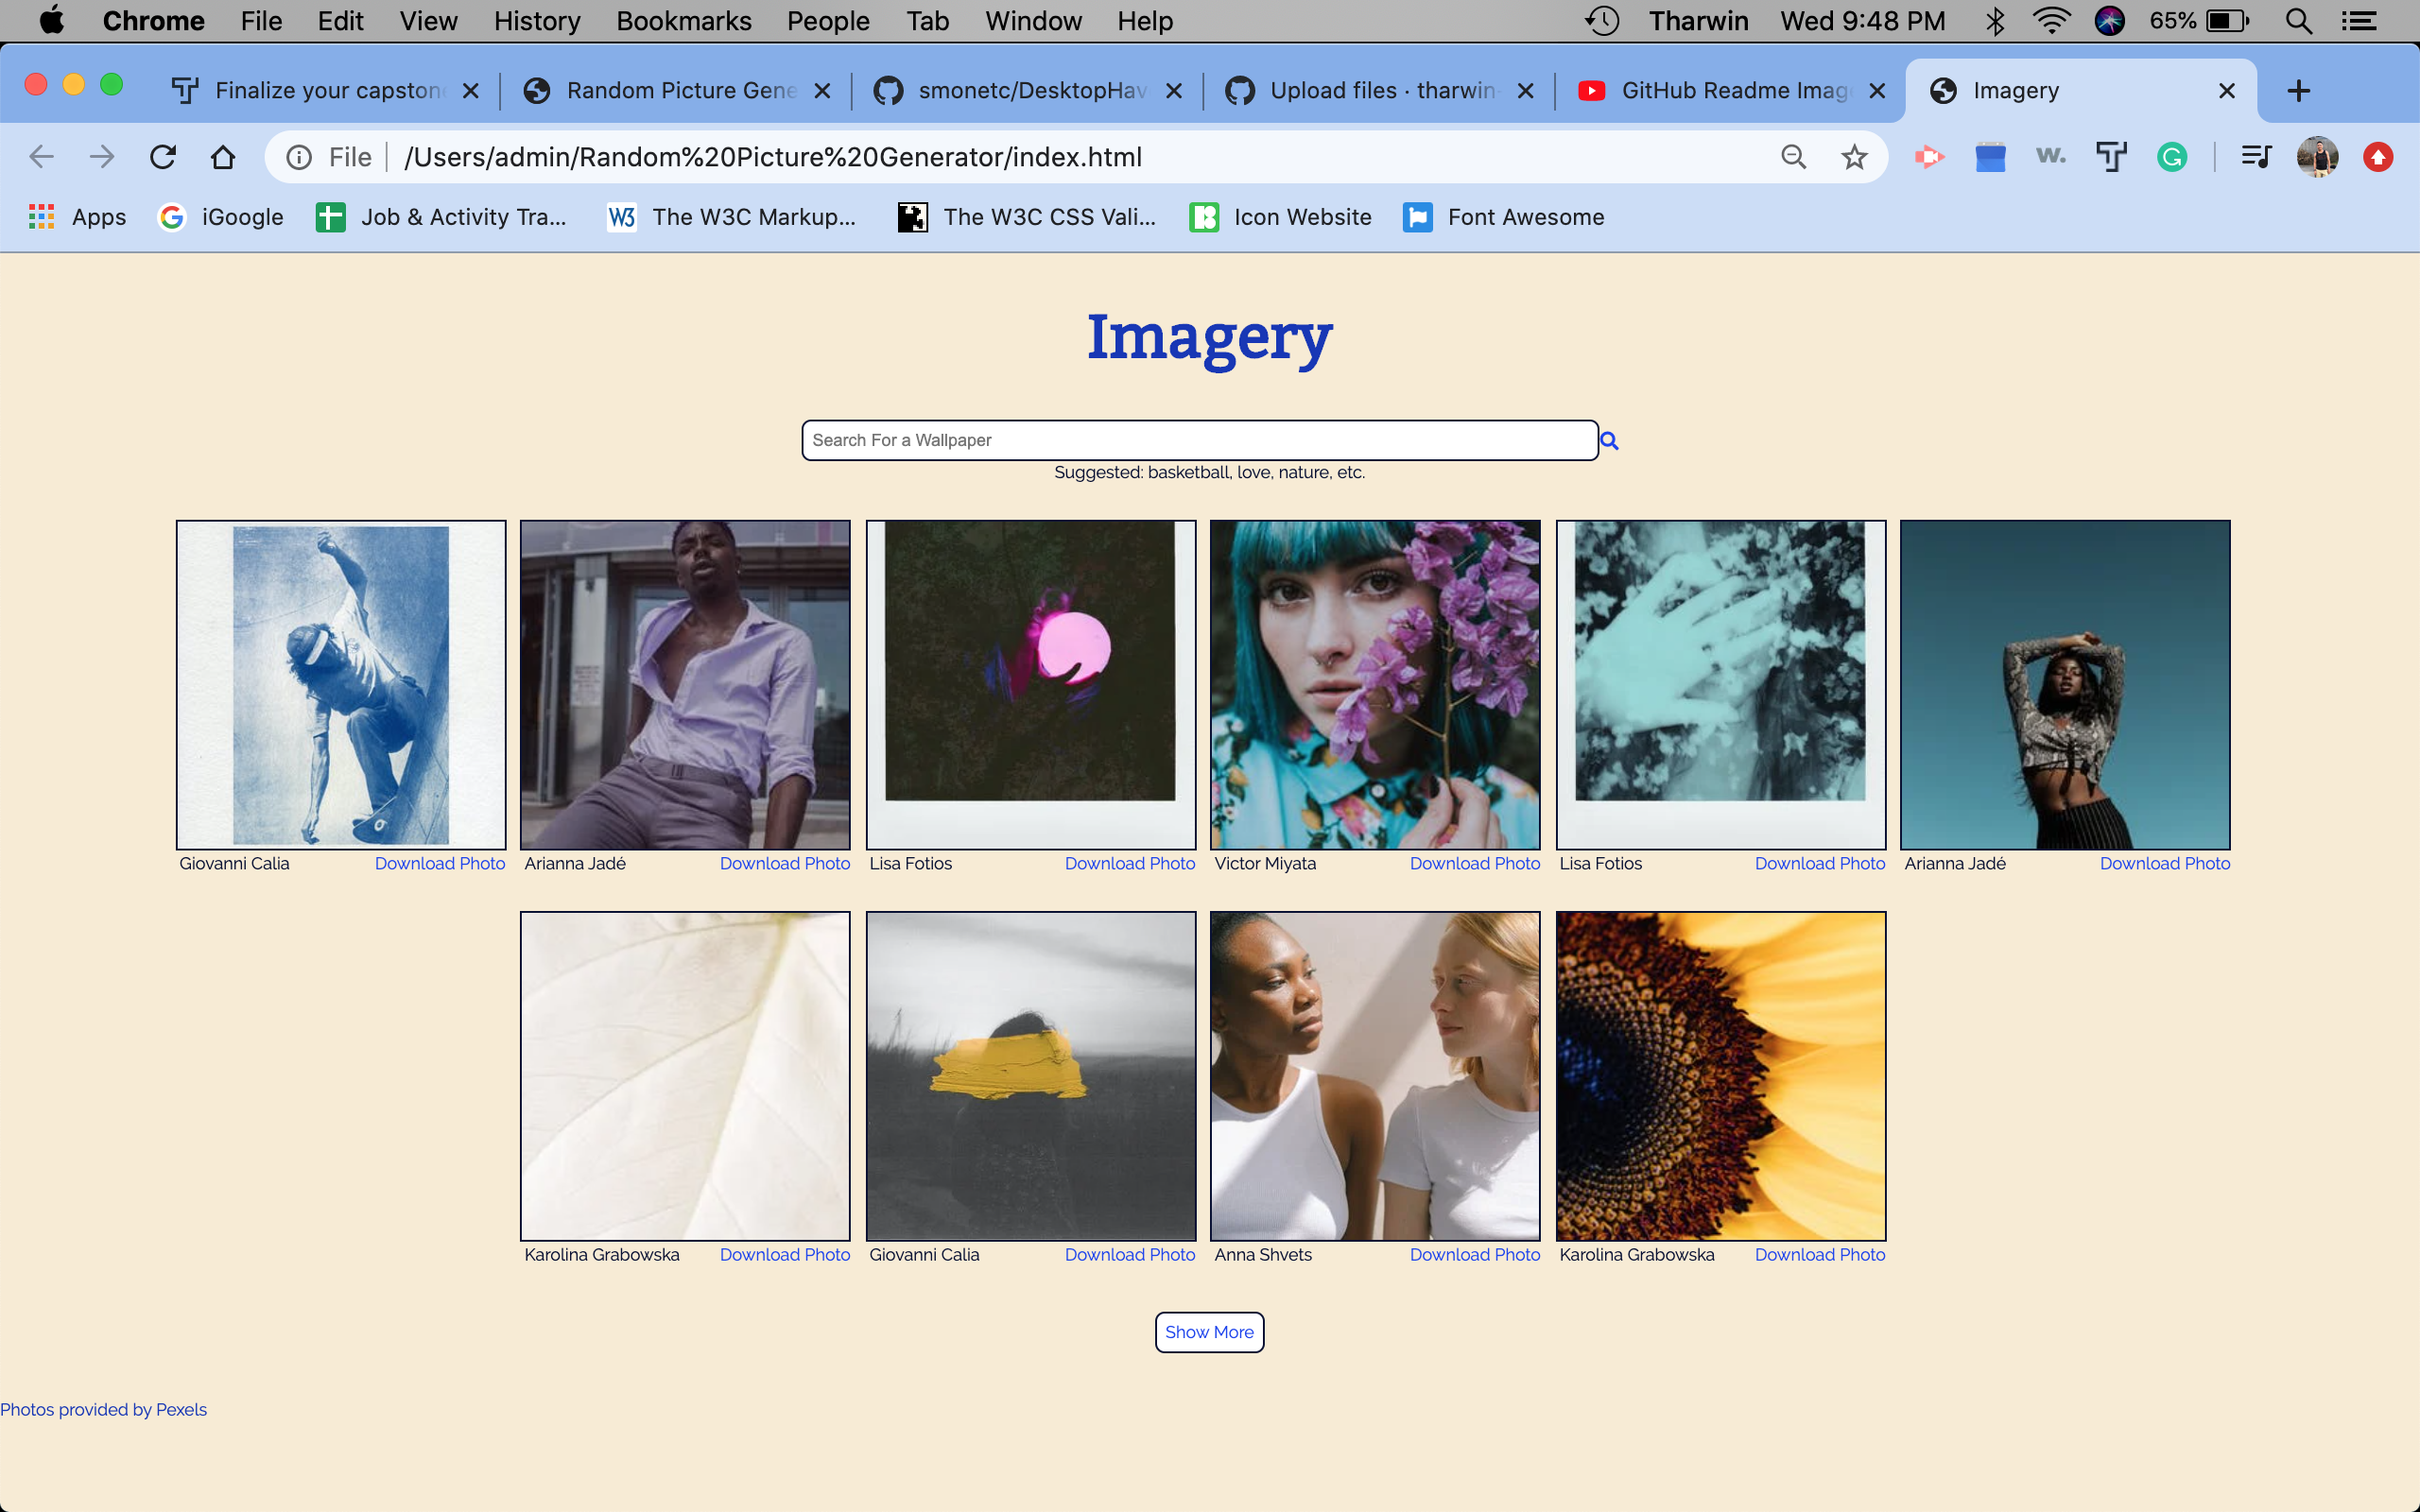 Chrome File Edit View History Bookmarks People Tab Window Help Tharwin Wed 9:48 PM 65%
Finalize your capston Random Picture Gene smonetc/DesktopHav Upload files · tharwin- GitHub Readme Imag Imagery
File /Users/admin/Random%20Picture%20Generator/index.html
Apps iGoogle Job & Activity Tra... The W3C Markup... The W3C CSS Vali... Icon Website Font Awesome
Imagery
Search For a Wallpaper
Suggested: basketball, love, nature, etc.
Giovanni Calia Download Photo Arianna Jadé Download Photo Lisa Fotios Download Photo Victor Miyata Download Photo Lisa Fotios Download Photo Arianna Jadé Download Photo
Karolina Grabowska Download Photo Giovanni Calia Download Photo Anna Shvets Download Photo Karolina Grabowska Download Photo
Show More
Photos provided by Pexels